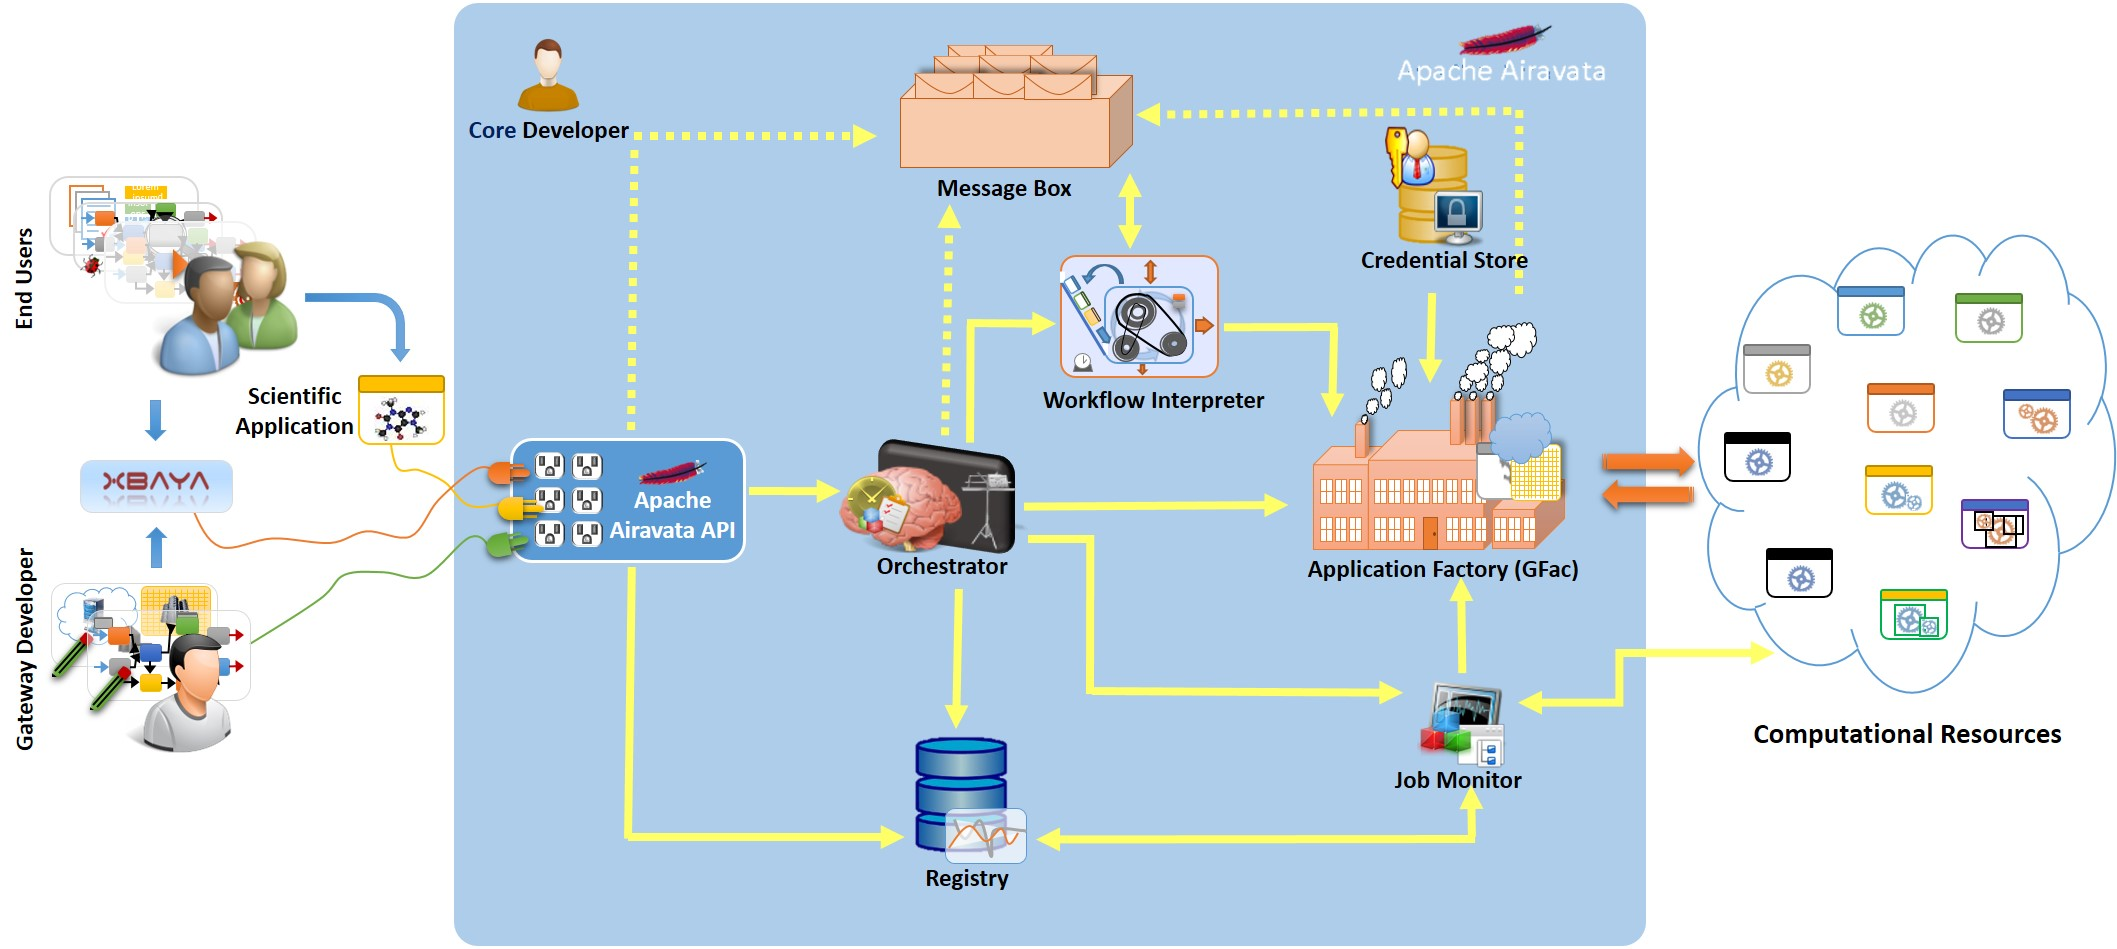 Core Developer
Apache Airavata
Message Box
Credential Store
End Users
Lorem
Scientific
Application
Workflow Interpreter
XBAYA
Apache
Airavata API
Orchestrator
Application Factory (GFac)
Gateway Developer
Computational Resources
Job Monitor
Registry